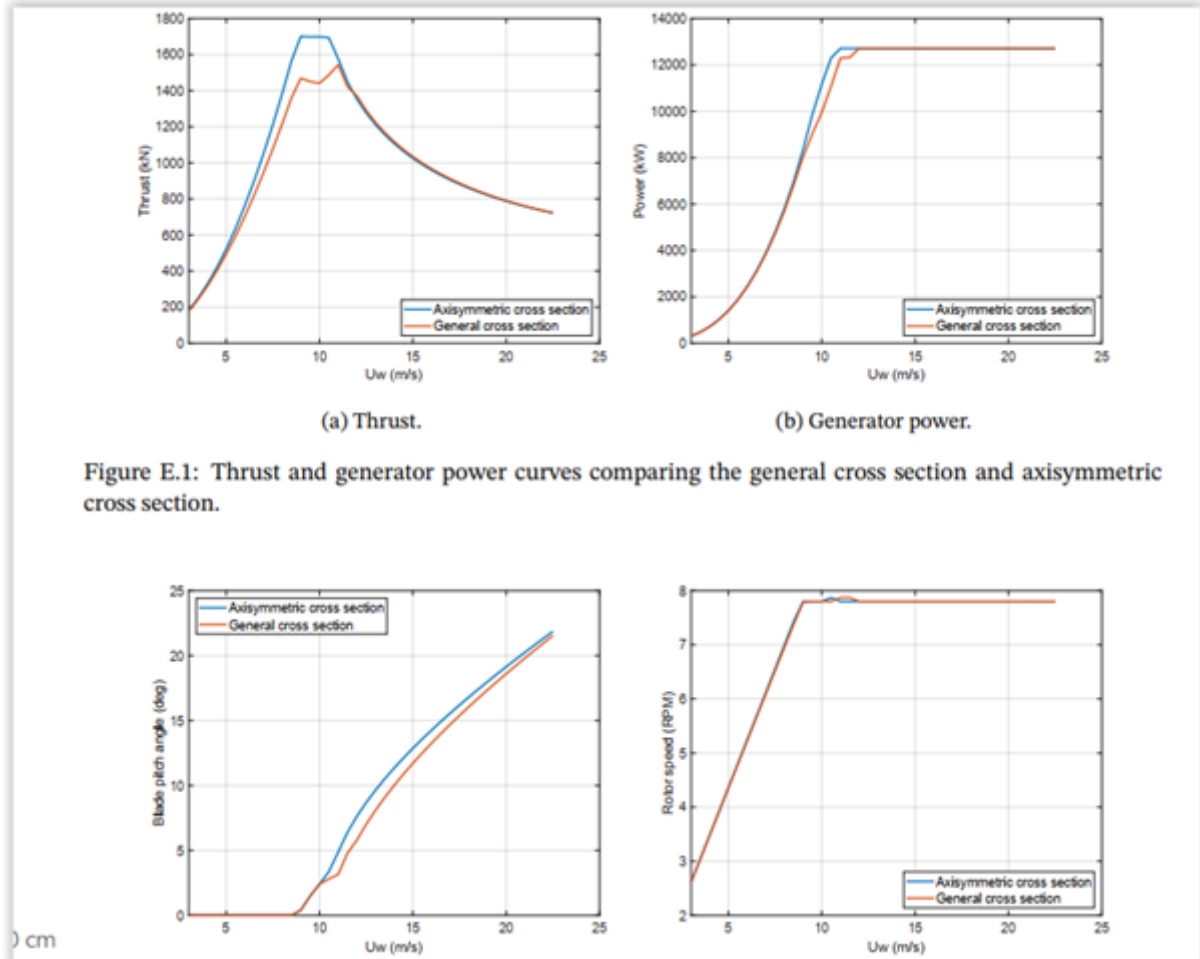 1800
1600
1400
1200
1000
800
600
400
200
0
Thrust (kN)
Axisymmetric cross section
General cross section
5 10 15 20 25
Uw (m/s)
14000
12000
10000
8000
6000
4000
2000
0
Power (kW)
Axisymmetric cross section
General cross section
5 10 15 20 25
Uw (m/s)
(a) Thrust.
(b) Generator power.
Figure E.1: Thrust and generator power curves comparing the general cross section and axisymmetric
cross section.
25
20
15
10
5
0
Blade pitch angle (deg)
Axisymmetric cross section
General cross section
5 10 15 20 25
Uw (m/s)
8
7
6
5
4
3
2
Rotor speed (RPM)
Axisymmetric cross section
General cross section
5 10 15 20 25
Uw (m/s)
cm